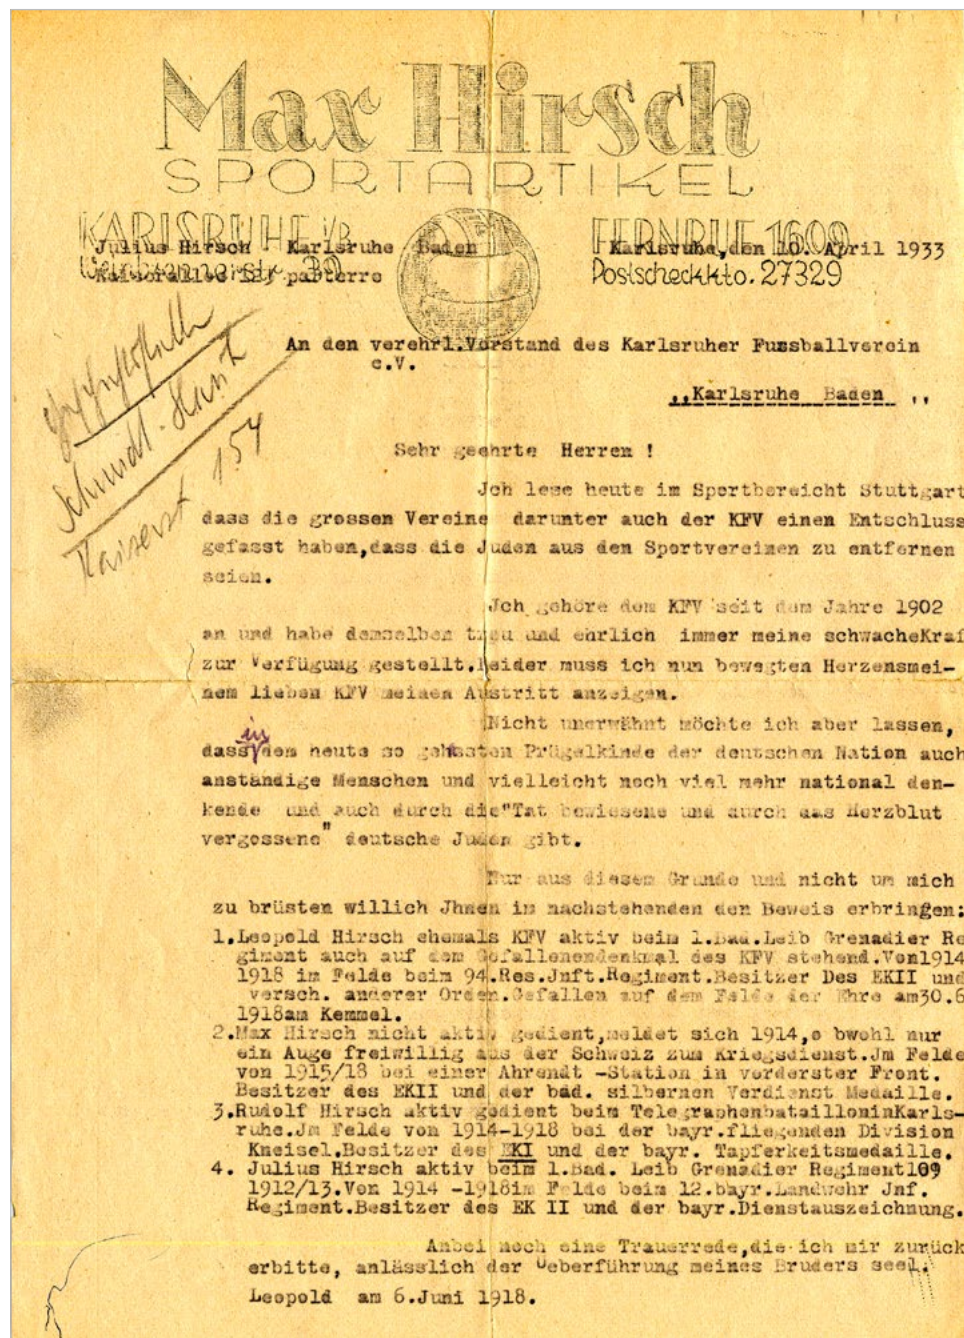 Max Hirsch
SPORTARTIKEL
KARLSRUHE i/B
FERNRUF 1609
Julius Hirsch - Karlsruhe Baden
Karlsruhe,den 10. April 1933
parterre
Postscheckkto. 27329
An den verehrl.Vorstand des Karlsruher Fussballverein
e.V.
,,Karlsruhe Baden ,,
Schmidt.
Kaiserst 154
Sehr geehrte Herren !
Jch lese heute im Sportbereicht Stuttgart
dass die grossen Vereine darunter auch der KFV einen Entschluss
gefasst haben,dass die Juden aus den Sportvereinen zu entfernen
seien.
Jch gehöre dem KFV seit dem Jahre 1902
an und habe demselben treu und ehrlich immer meine schwacheKraf
zur Verfügung gestellt.Leider muss ich nun bewegten Herzensmei-
nem lieben KFV meinen Austritt anzeigen.
Nicht unerwähnt möchte ich aber lassen,
in
dass dem heute so gehassten Prügelkinde der deutschen Nation auch
anständige Menschen und vielleicht noch viel mehr national den-
kende und auch durch die"Tat bewiesene und durch das Herzblut
vergossene" deutsche Juden gibt.
Nur aus diesem Grunde und nicht um mich
zu brüsten willich Jhnen in nachstehenden den Beweis erbringen:
1.Leopold Hirsch ehemals KFV aktiv beim 1.Bad.Leib Grenadier Re
giment auch auf dem Gefallenendenkmal des KFV stehend.Von1914
1918 im Felde beim 94.Res.Jnft.Regiment.Besitzer Des EKII und
versch. anderer Orden.Gefallen auf dem Felde der Ehre am30.6
1918am Kemmel.
2.Max Hirsch nicht aktiv gedient,meldet sich 1914,o bwohl nur
ein Auge freiwillig aus der Schweiz zum Kriegsdienst.Jm Felde
von 1915/18 bei einer Ahrendt -Station in vorderster Front.
Besitzer des EKII und der bad. silbernen Verdienst Medaille.
3.Rudolf Hirsch aktiv gedient beim TelegraphenbatailloninKarls-
ruhe.Jm Felde von 1914-1918 bei der bayr.fliegenden Division
Kneisel.Besitzer des EKI und der bayr. Tapferkeitsmedaille.
4. Julius Hirsch aktiv beim 1.Bad. Leib Grenadier Regiment109
1912/13.Von 1914 -1918im Felde beim 12.bayr.Landwehr Jnf.
Regiment.Besitzer des EK II und der bayr.Dienstauszeichnung.
Anbei noch eine Trauerrede,die ich mir zurück
erbitte, anlässlich der Ueberführung meines Bruders seel.
Leopold am 6.Juni 1918.